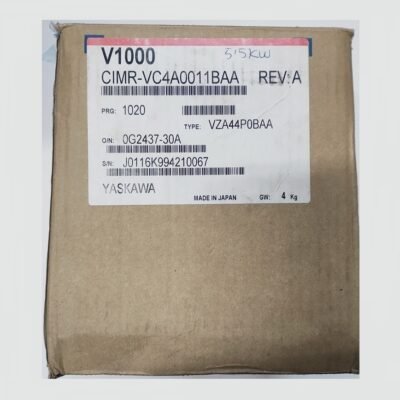 V1000 5.5KW
CIMR-VC4A0011BAA REV:A
PRG: 1020
TYPE: VZA44P0BAA
O/N: 0G2437-30A
S/N: J0116K994210067
YASKAWA
MADE IN JAPAN GW: 4 Kg